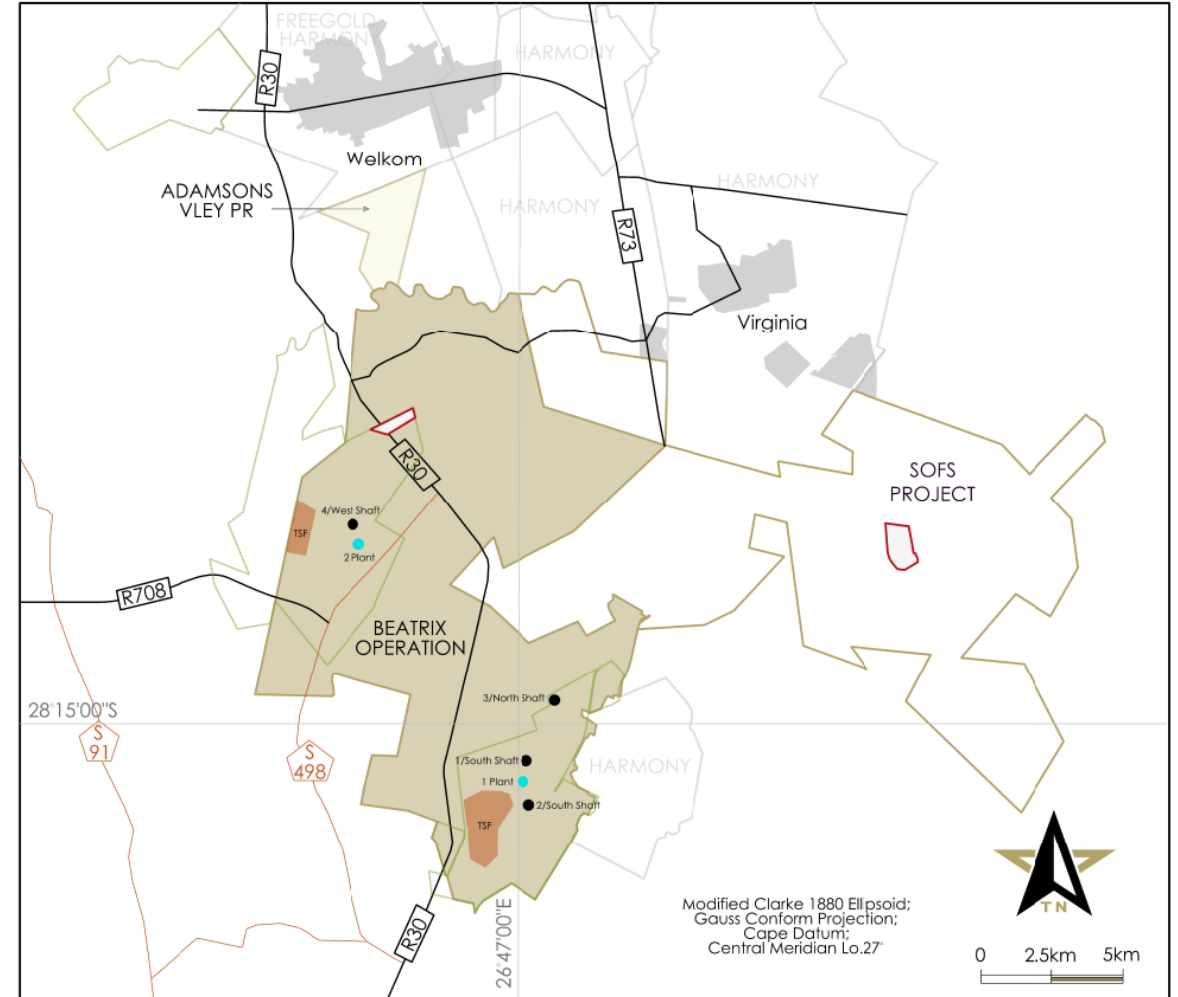 FREEGOLD
HARMONY
HARMONY
R30
Welkom
ADAMSONS
VLEY PR
HARMONY
HARMONY
R73
Virginia
R30
SOFS
PROJECT
4/West Shaft
TSF
2 Plant
R708
BEATRIX
OPERATION
3/North Shaft
28°15'00"S
S
91
S
498
1/South Shaft
HARMONY
1 Plant
2/South Shaft
TSF
R30
26°47'00"E
Modified Clarke 1880 Ellipsoid;
Gauss Conform Projection;
Cape Datum;
Central Meridian Lo.27°
TN
0 2.5km 5km